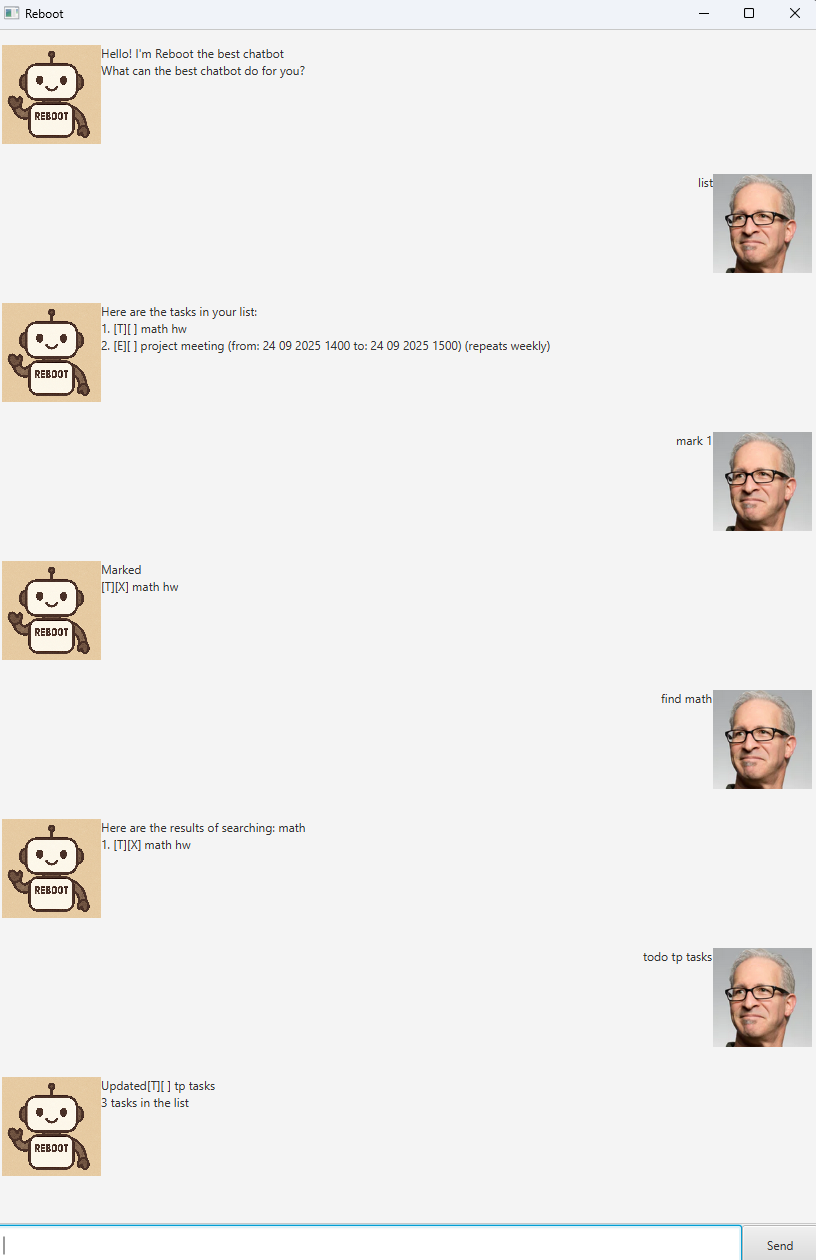 Reboot
Hello! I'm Reboot the best chatbot
What can the best chatbot do for you?
REBOOT
list
Here are the tasks in your list:
1. [T][ ] math hw
2. [E][ ] project meeting (from: 24 09 2025 1400 to: 24 09 2025 1500) (repeats weekly)
REBOOT
mark 1
Marked
[T][X] math hw
REBOOT
find math
Here are the results of searching: math
1. [T][X] math hw
REBOOT
todo tp tasks
Updated[T][ ] tp tasks
3 tasks in the list
REBOOT
Send